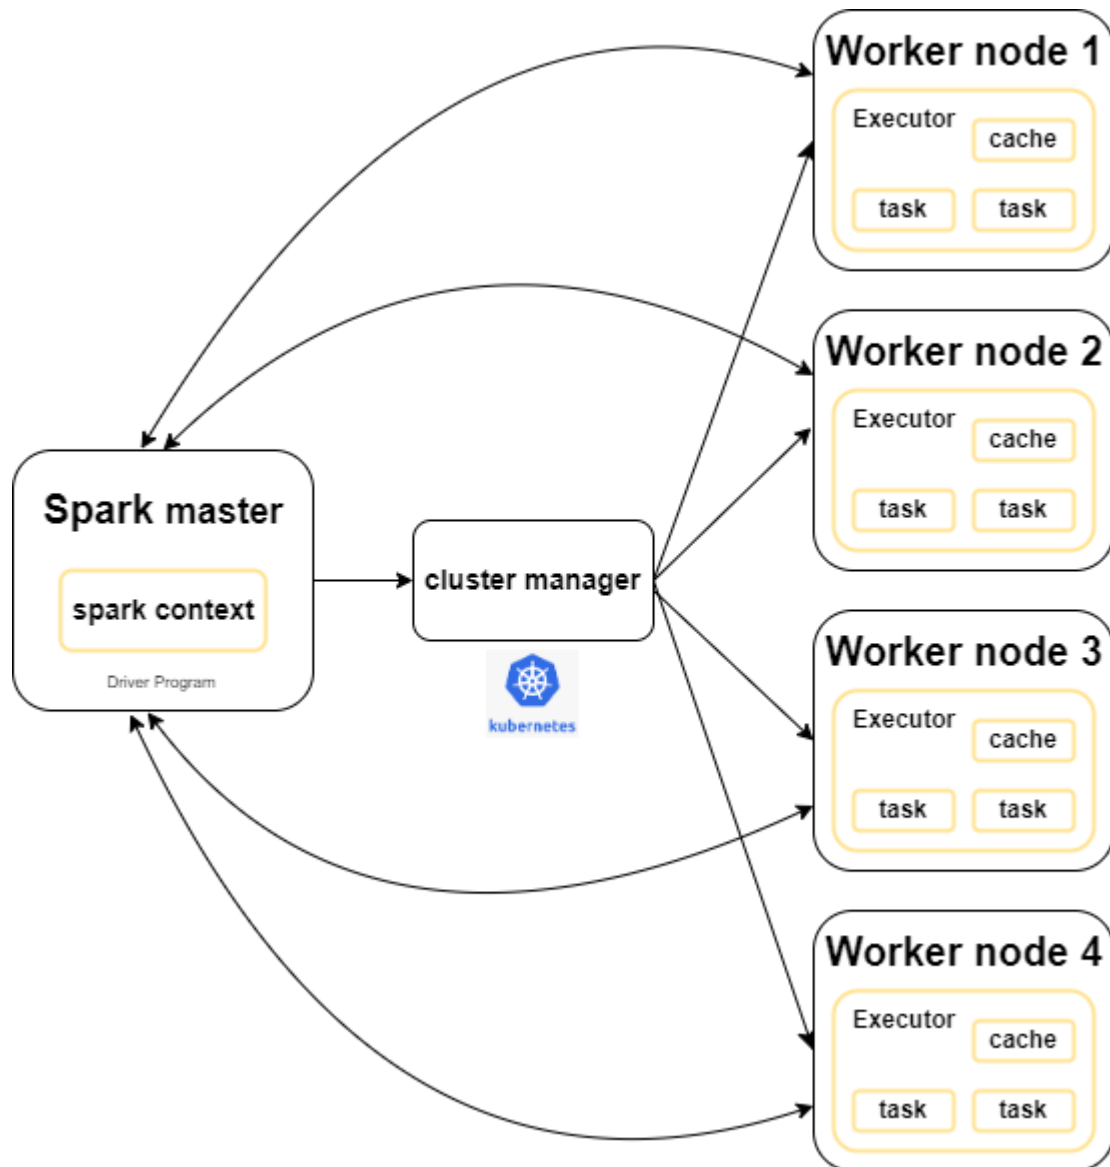 Worker node 1
Executor
cache
task
task
Worker node 2
Executor
cache
task
task
Spark master
spark context
Driver Program
cluster manager
kubernetes
Worker node 3
Executor
cache
task
task
Worker node 4
Executor
cache
task
task